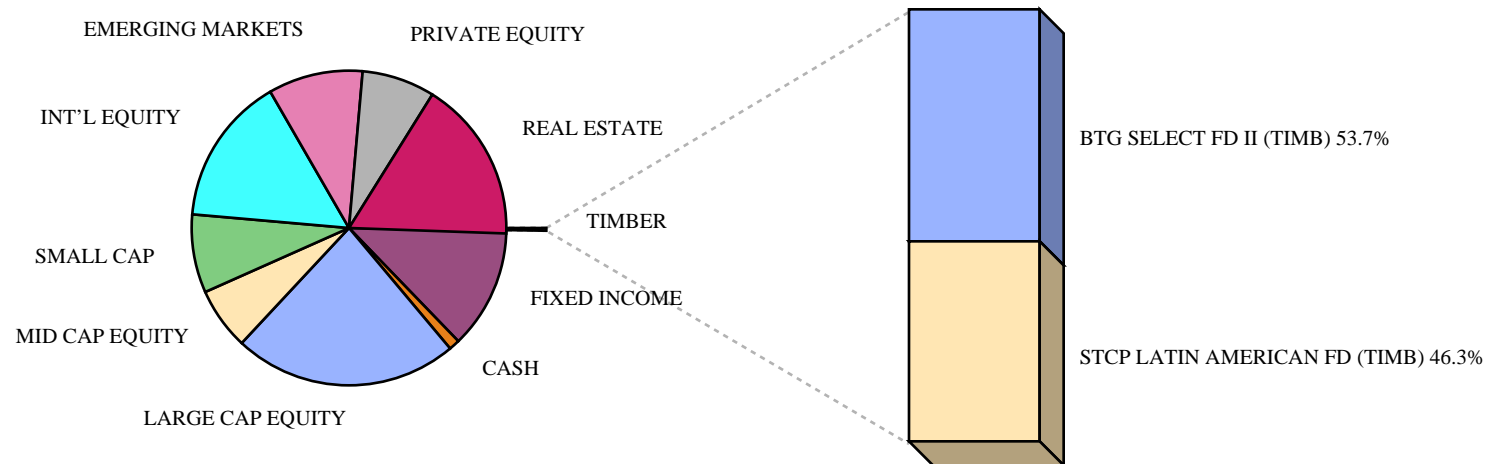 EMERGING MARKETS
PRIVATE EQUITY
INT'L EQUITY
REAL ESTATE
BTG SELECT FD II (TIMB) 53.7%
TIMBER
SMALL CAP
FIXED INCOME
MID CAP EQUITY
STCP LATIN AMERICAN FD (TIMB) 46.3%
CASH
LARGE CAP EQUITY